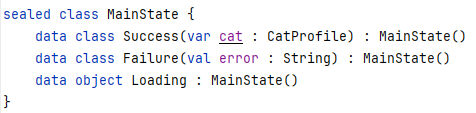 sealed class MainState {
    data class Success(var cat : CatProfile) : MainState()
    data class Failure(val error : String) : MainState()
    data object Loading : MainState()
}